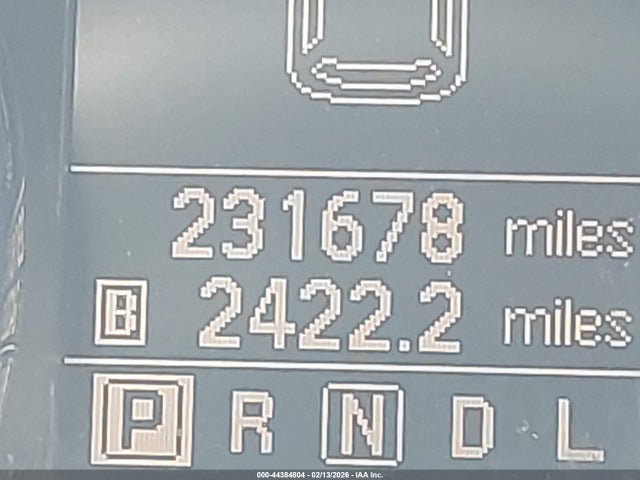 231678 miles
B 2422.2 miles
P R N D L
000-44384804 - 02/13/2026 - IAA Inc.